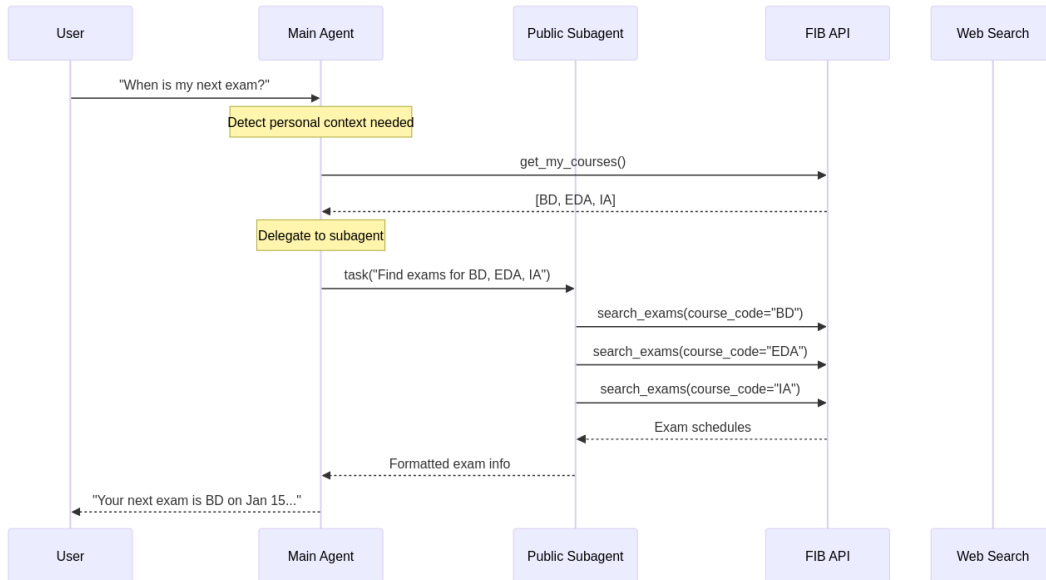 User
Main Agent
Public Subagent
FIB API
Web Search
"When is my next exam?"
Detect personal context needed
get_my_courses()
[BD, EDA, IA]
Delegate to subagent
task("Find exams for BD, EDA, IA")
search_exams(course_code="BD")
search_exams(course_code="EDA")
search_exams(course_code="IA")
Exam schedules
Formatted exam info
"Your next exam is BD on Jan 15..."
User
Main Agent
Public Subagent
FIB API
Web Search